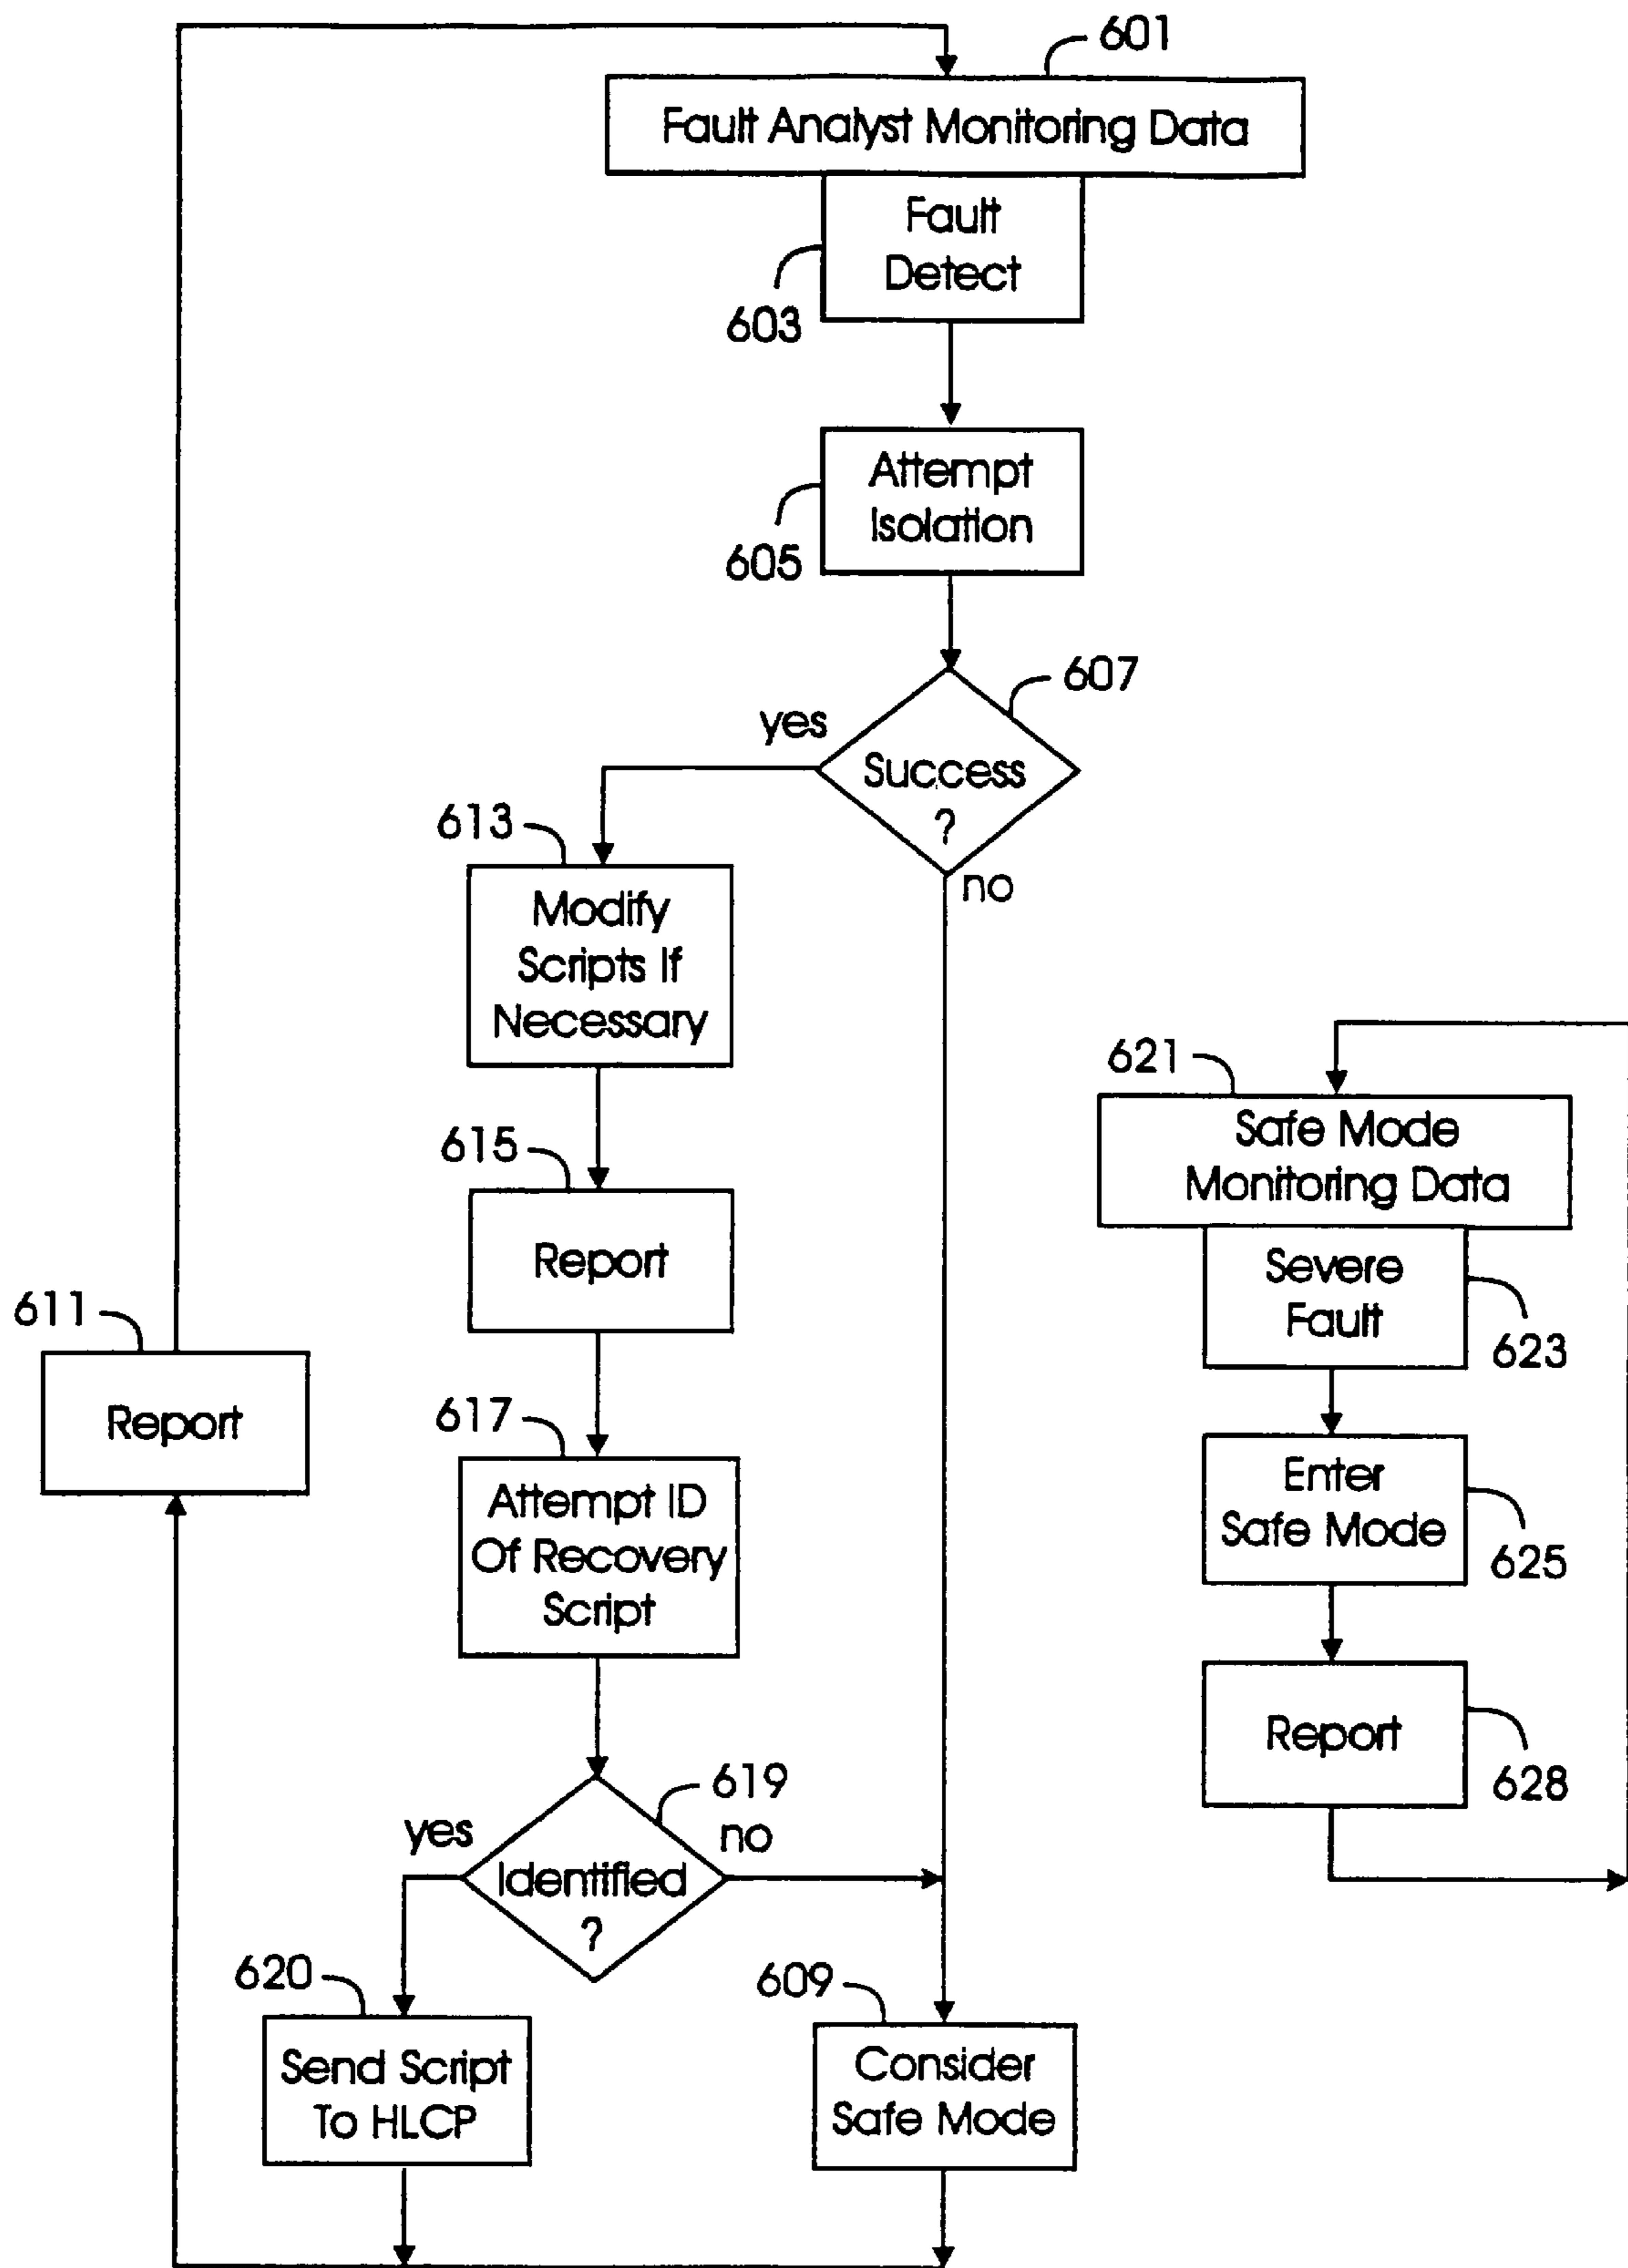 601
Fault Analyst Monitoring Data
Fault
Detect
603
Attempt
Isolation
605
607
yes
Success
?
no
613
Modify
Scripts If
Necessary
615
Report
611
Report
617
Attempt ID
Of Recovery
Script
619
yes
no
Identified
?
620
Send Script
To HLCP
609
Consider
Safe Mode
621
Safe Mode
Monitoring Data
Severe
Fault
623
Enter
Safe Mode
625
Report
628